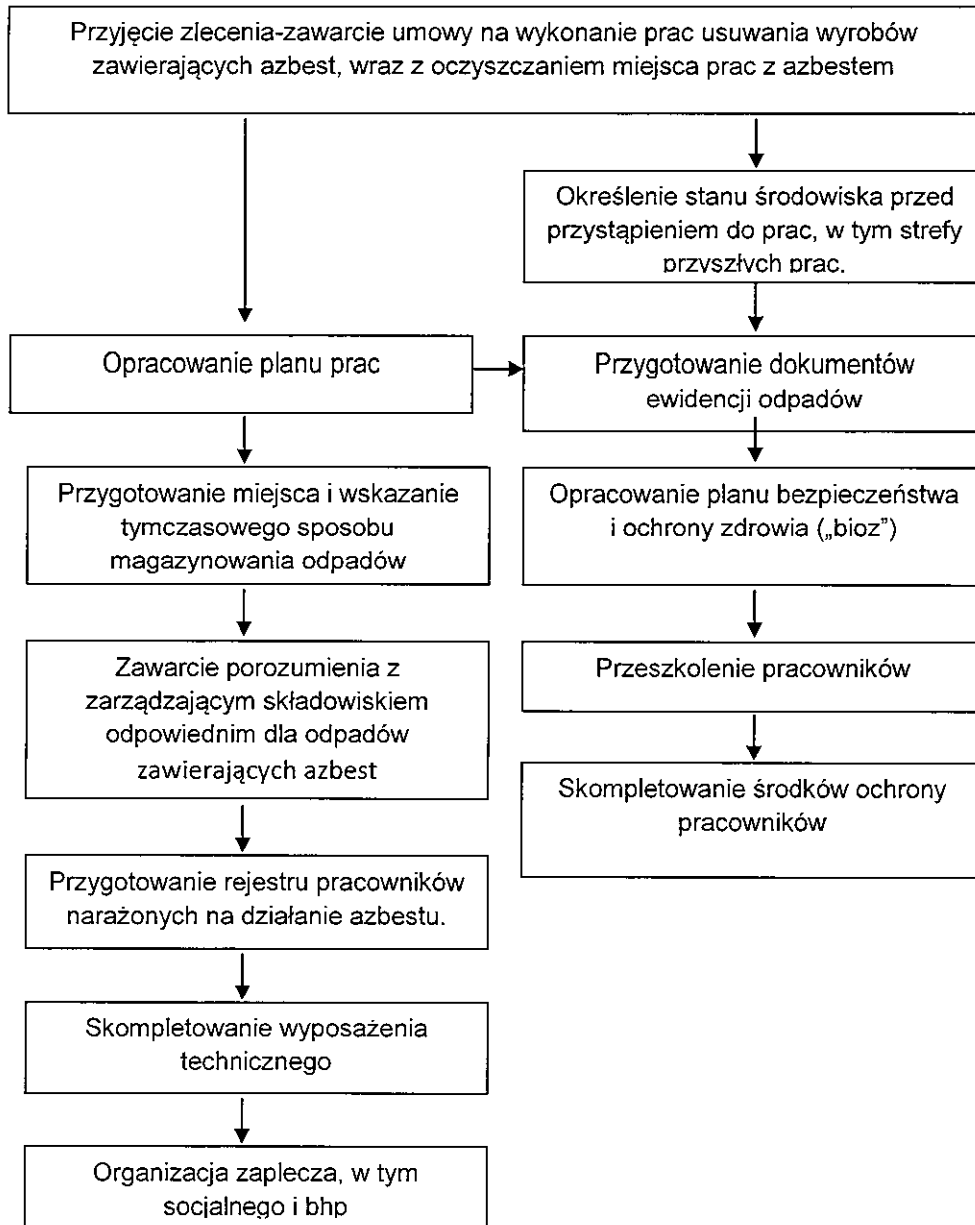 Przyjęcie zlecenia-zawarcie umowy na wykonanie prac usuwania wyrobów
zawierających azbest, wraz z oczyszczaniem miejsca prac z azbestem
Określenie stanu środowiska przed
przystąpieniem do prac, w tym strefy
przyszłych prac.
Opracowanie planu prac
Przygotowanie dokumentów
ewidencji odpadów
Przygotowanie miejsca i wskazanie
tymczasowego sposobu
magazynowania odpadów
Opracowanie planu bezpieczeństwa
i ochrony zdrowia („bioz”)
Zawarcie porozumienia z
zarządzającym składowiskiem
odpowiednim dla odpadów
zawierających azbest
Przeszkolenie pracowników
Skompletowanie środków ochrony
pracowników
Przygotowanie rejestru pracowników
narażonych na działanie azbestu.
Skompletowanie wyposażenia
technicznego
Organizacja zaplecza, w tym
socjalnego i bhp